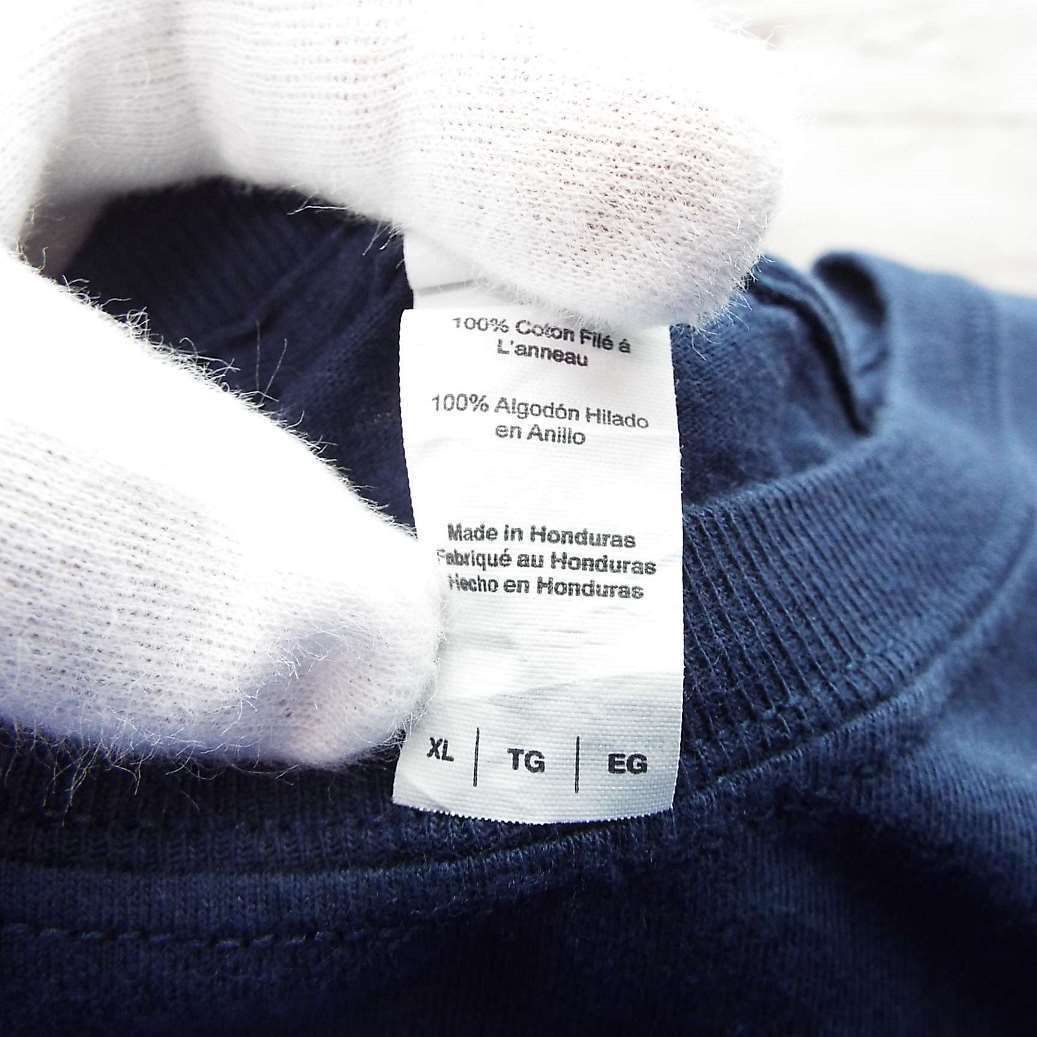 100% Coton Filé á
L'anneau
100% Algodón Hilado
en Anillo
Made in Honduras
Fabriqué au Honduras
Hecho en Honduras
XL | TG | EG